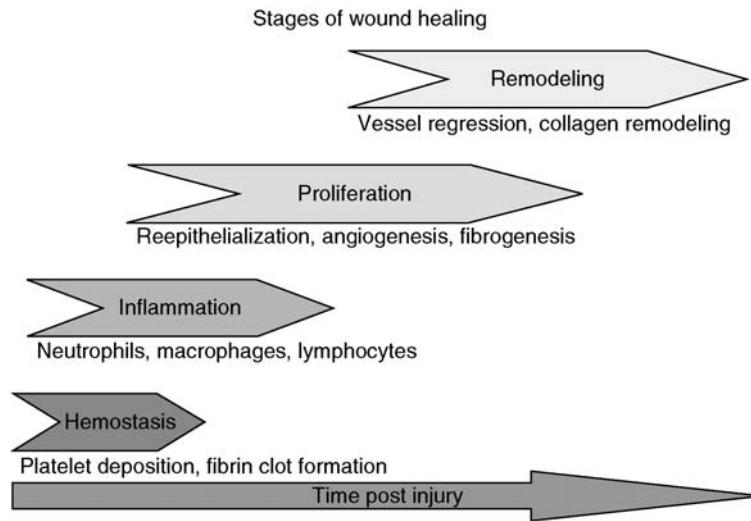 Stages of wound healing
Remodeling
Vessel regression, collagen remodeling
Proliferation
Reepithelialization, angiogenesis, fibrogenesis
Inflammation
Neutrophils, macrophages, lymphocytes
Hemostasis
Platelet deposition, fibrin clot formation
Time post injury